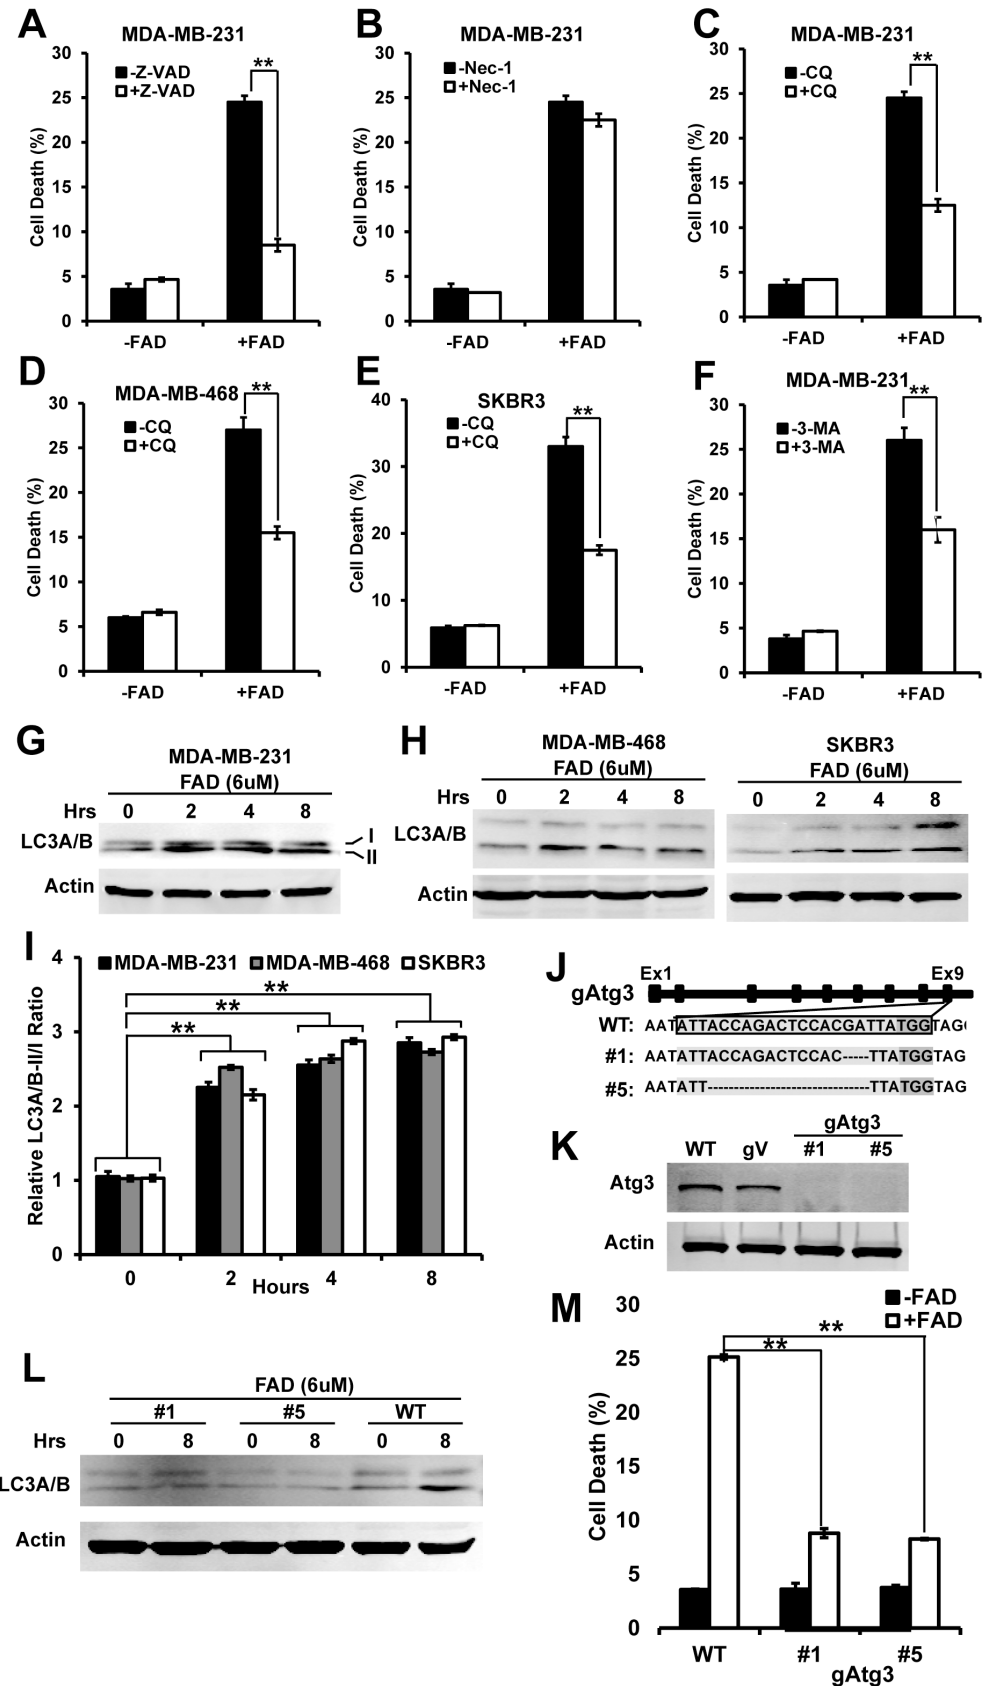 A
MDA-MB-231
30
25
20
15
10
5
0
Cell Death (%)
-Z-VAD
+Z-VAD
**
-FAD
+FAD
B
MDA-MB-231
30
25
20
15
10
5
0
Cell Death (%)
-Nec-1
+Nec-1
-FAD
+FAD
C
MDA-MB-231
30
25
20
15
10
5
0
Cell Death (%)
-CQ
+CQ
**
-FAD
+FAD
D
MDA-MB-468
30
25
20
15
10
5
0
Cell Death (%)
-CQ
+CQ
**
-FAD
+FAD
E
SKBR3
40
30
20
10
0
Cell Death (%)
-CQ
+CQ
**
-FAD
+FAD
F
MDA-MB-231
30
25
20
15
10
5
0
Cell Death (%)
-3-MA
+3-MA
**
-FAD
+FAD
G
MDA-MB-231
FAD (6uM)
Hrs 0 2 4 8
LC3A/B
I
II
Actin
H
MDA-MB-468
FAD (6uM)
Hrs 0 2 4 8
LC3A/B
Actin
SKBR3
FAD (6uM)
0 2 4 8
I
4
3
2
1
0
Relative LC3A/B-II/I Ratio
MDA-MB-231 MDA-MB-468 SKBR3
**
**
**
0 2 4 8
Hours
J
Ex1 Ex9
gAtg3
WT: AATATTACCAGACTCCACGATTATGGTAG
#1: AATATTACCAGACTCCAC-----TTATGGTAG
#5: AATATT------------------------------TTATGGTAG
K
gAtg3
WT gV #1 #5
Atg3
Actin
L
FAD (6uM)
#1 #5 WT
Hrs 0 8 0 8 0 8
LC3A/B
Actin
M
30
25
20
15
10
5
0
Cell Death (%)
-FAD
+FAD
**
**
WT #1 #5
gAtg3